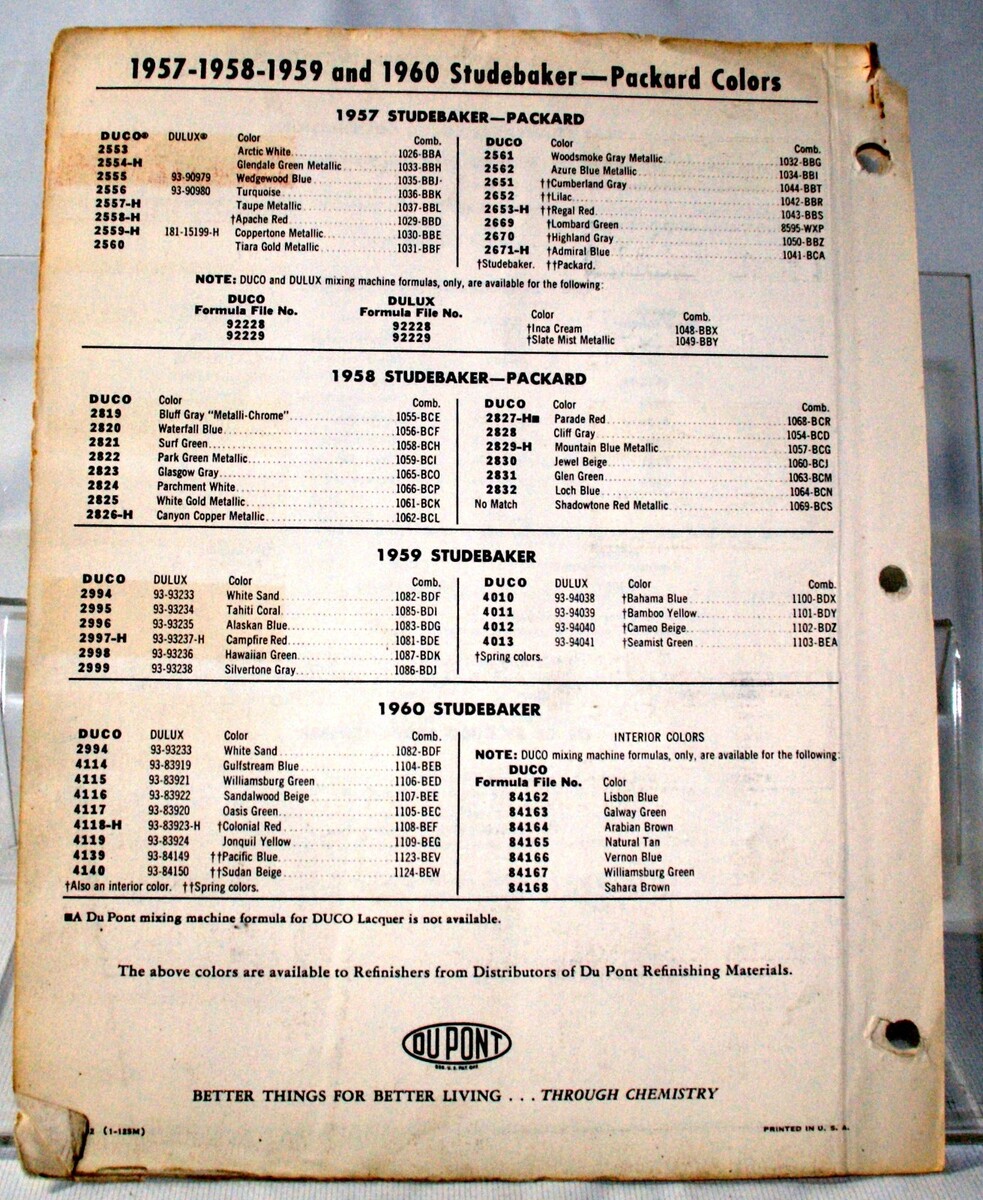 1957-1958-1959 and 1960 Studebaker—Packard Colors
1957 STUDEBAKER—PACKARD
DUCO® DULUX® Color Comb.
2553 Arctic White 1026-BBA
2554-H Glendale Green Metallic 1033-BBH
2555 93-90979 Wedgewood Blue 1035-BBJ
2556 93-90980 Turquoise 1036-BBK
2557-H Taupe Metallic 1037-BBL
2558-H †Apache Red 1029-BBD
2559-H 181-15199-H Coppertone Metallic 1030-BBE
2560 Tiara Gold Metallic 1031-BBF
DUCO Color Comb.
2561 Woodsmoke Gray Metallic 1032-BBG
2562 Azure Blue Metallic 1034-BBI
2651 ††Cumberland Gray 1044-BBT
2652 ††Lilac 1042-BBR
2653-H ††Regal Red 1043-BBS
2669 †Lombard Green 8595-WXP
2670 †Highland Gray 1050-BBZ
2671-H †Admiral Blue 1041-BCA
†Studebaker. ††Packard.
NOTE: DUCO and DULUX mixing machine formulas, only, are available for the following:
DUCO DULUX
Formula File No. Formula File No. Color Comb.
92228 92228 †Inca Cream 1048-BBX
92229 92229 †Slate Mist Metallic 1049-BBY
1958 STUDEBAKER—PACKARD
DUCO Color Comb.
2819 Bluff Gray "Metalli-Chrome" 1055-BCE
2820 Waterfall Blue 1056-BCF
2821 Surf Green 1058-BCH
2822 Park Green Metallic 1059-BCI
2823 Glasgow Gray 1065-BCO
2824 Parchment White 1066-BCP
2825 White Gold Metallic 1061-BCK
2826-H Canyon Copper Metallic 1062-BCL
DUCO Color Comb.
2827-H■ Parade Red 1068-BCR
2828 Cliff Gray 1054-BCD
2829-H Mountain Blue Metallic 1057-BCG
2830 Jewel Beige 1060-BCJ
2831 Glen Green 1063-BCM
2832 Loch Blue 1064-BCN
No Match Shadowtone Red Metallic 1069-BCS
1959 STUDEBAKER
DUCO DULUX Color Comb.
2994 93-93233 White Sand 1082-BDF
2995 93-93234 Tahiti Coral 1085-BDI
2996 93-93235 Alaskan Blue 1083-BDG
2997-H 93-93237-H Campfire Red 1081-BDE
2998 93-93236 Hawaiian Green 1087-BDK
2999 93-93238 Silvertone Gray 1086-BDJ
DUCO DULUX Color Comb.
4010 93-94038 †Bahama Blue 1100-BDX
4011 93-94039 †Bamboo Yellow 1101-BDY
4012 93-94040 †Cameo Beige 1102-BDZ
4013 93-94041 †Seamist Green 1103-BEA
†Spring colors.
1960 STUDEBAKER
DUCO DULUX Color Comb.
2994 93-93233 White Sand 1082-BDF
4114 93-83919 Gulfstream Blue 1104-BEB
4115 93-83921 Williamsburg Green 1106-BED
4116 93-83922 Sandalwood Beige 1107-BEE
4117 93-83920 Oasis Green 1105-BEC
4118-H 93-83923-H †Colonial Red 1108-BEF
4119 93-83924 Jonquil Yellow 1109-BEG
4139 93-84149 ††Pacific Blue 1123-BEV
4140 93-84150 ††Sudan Beige 1124-BEW
†Also an interior color. ††Spring colors.
INTERIOR COLORS
NOTE: DUCO mixing machine formulas, only, are available for the following:
DUCO
Formula File No. Color
84162 Lisbon Blue
84163 Galway Green
84164 Arabian Brown
84165 Natural Tan
84166 Vernon Blue
84167 Williamsburg Green
84168 Sahara Brown
■A Du Pont mixing machine formula for DUCO Lacquer is not available.
The above colors are available to Refinishers from Distributors of Du Pont Refinishing Materials.
DU PONT
REG. U.S. PAT. OFF.
BETTER THINGS FOR BETTER LIVING . . . THROUGH CHEMISTRY
2 (1-125M)
PRINTED IN U. S. A.